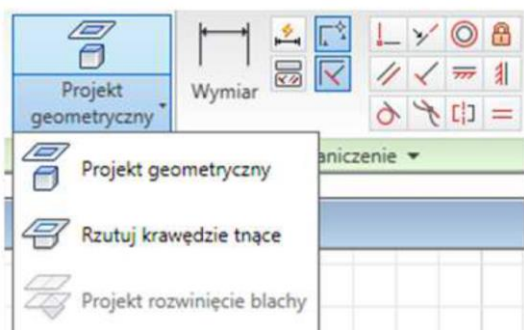 Projekt
geometryczny
Wymiar
Projekt geometryczny
aniczenie
Rzutuj krawędzie tnące
Projekt rozwinięcie blachy